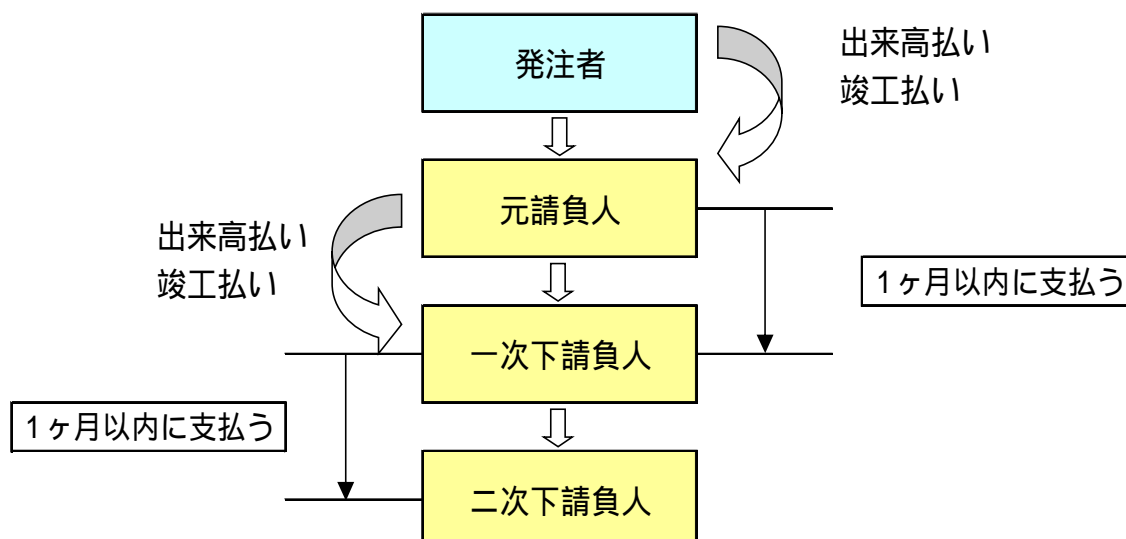 発注者
出来高払い
竣工払い
元請負人
出来高払い
竣工払い
1ヶ月以内に支払う
一次下請負人
1ヶ月以内に支払う
二次下請負人